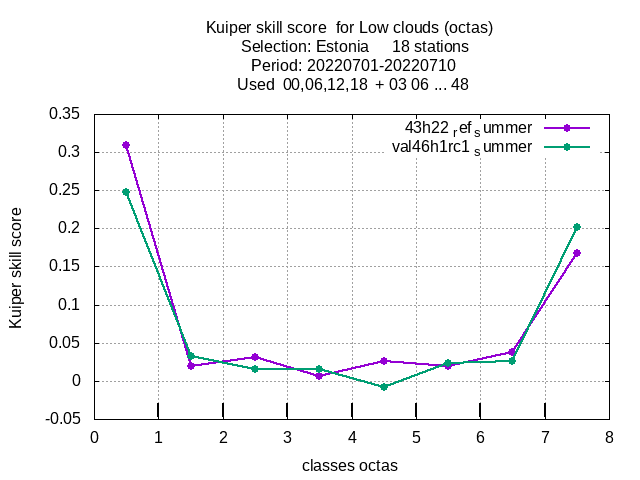 Kuiper skill score for Low clouds (octas)
Selection: Estonia 18 stations
Period: 20220701-20220710
Used 00,06,12,18 + 03 06 ... 48
43h22 ref summer
val46h1rc1 summer
0.35
0.3
0.25
0.2
0.15
0.1
0.05
0
-0.05
Kuiper skill score
0 1 2 3 4 5 6 7 8
classes octas